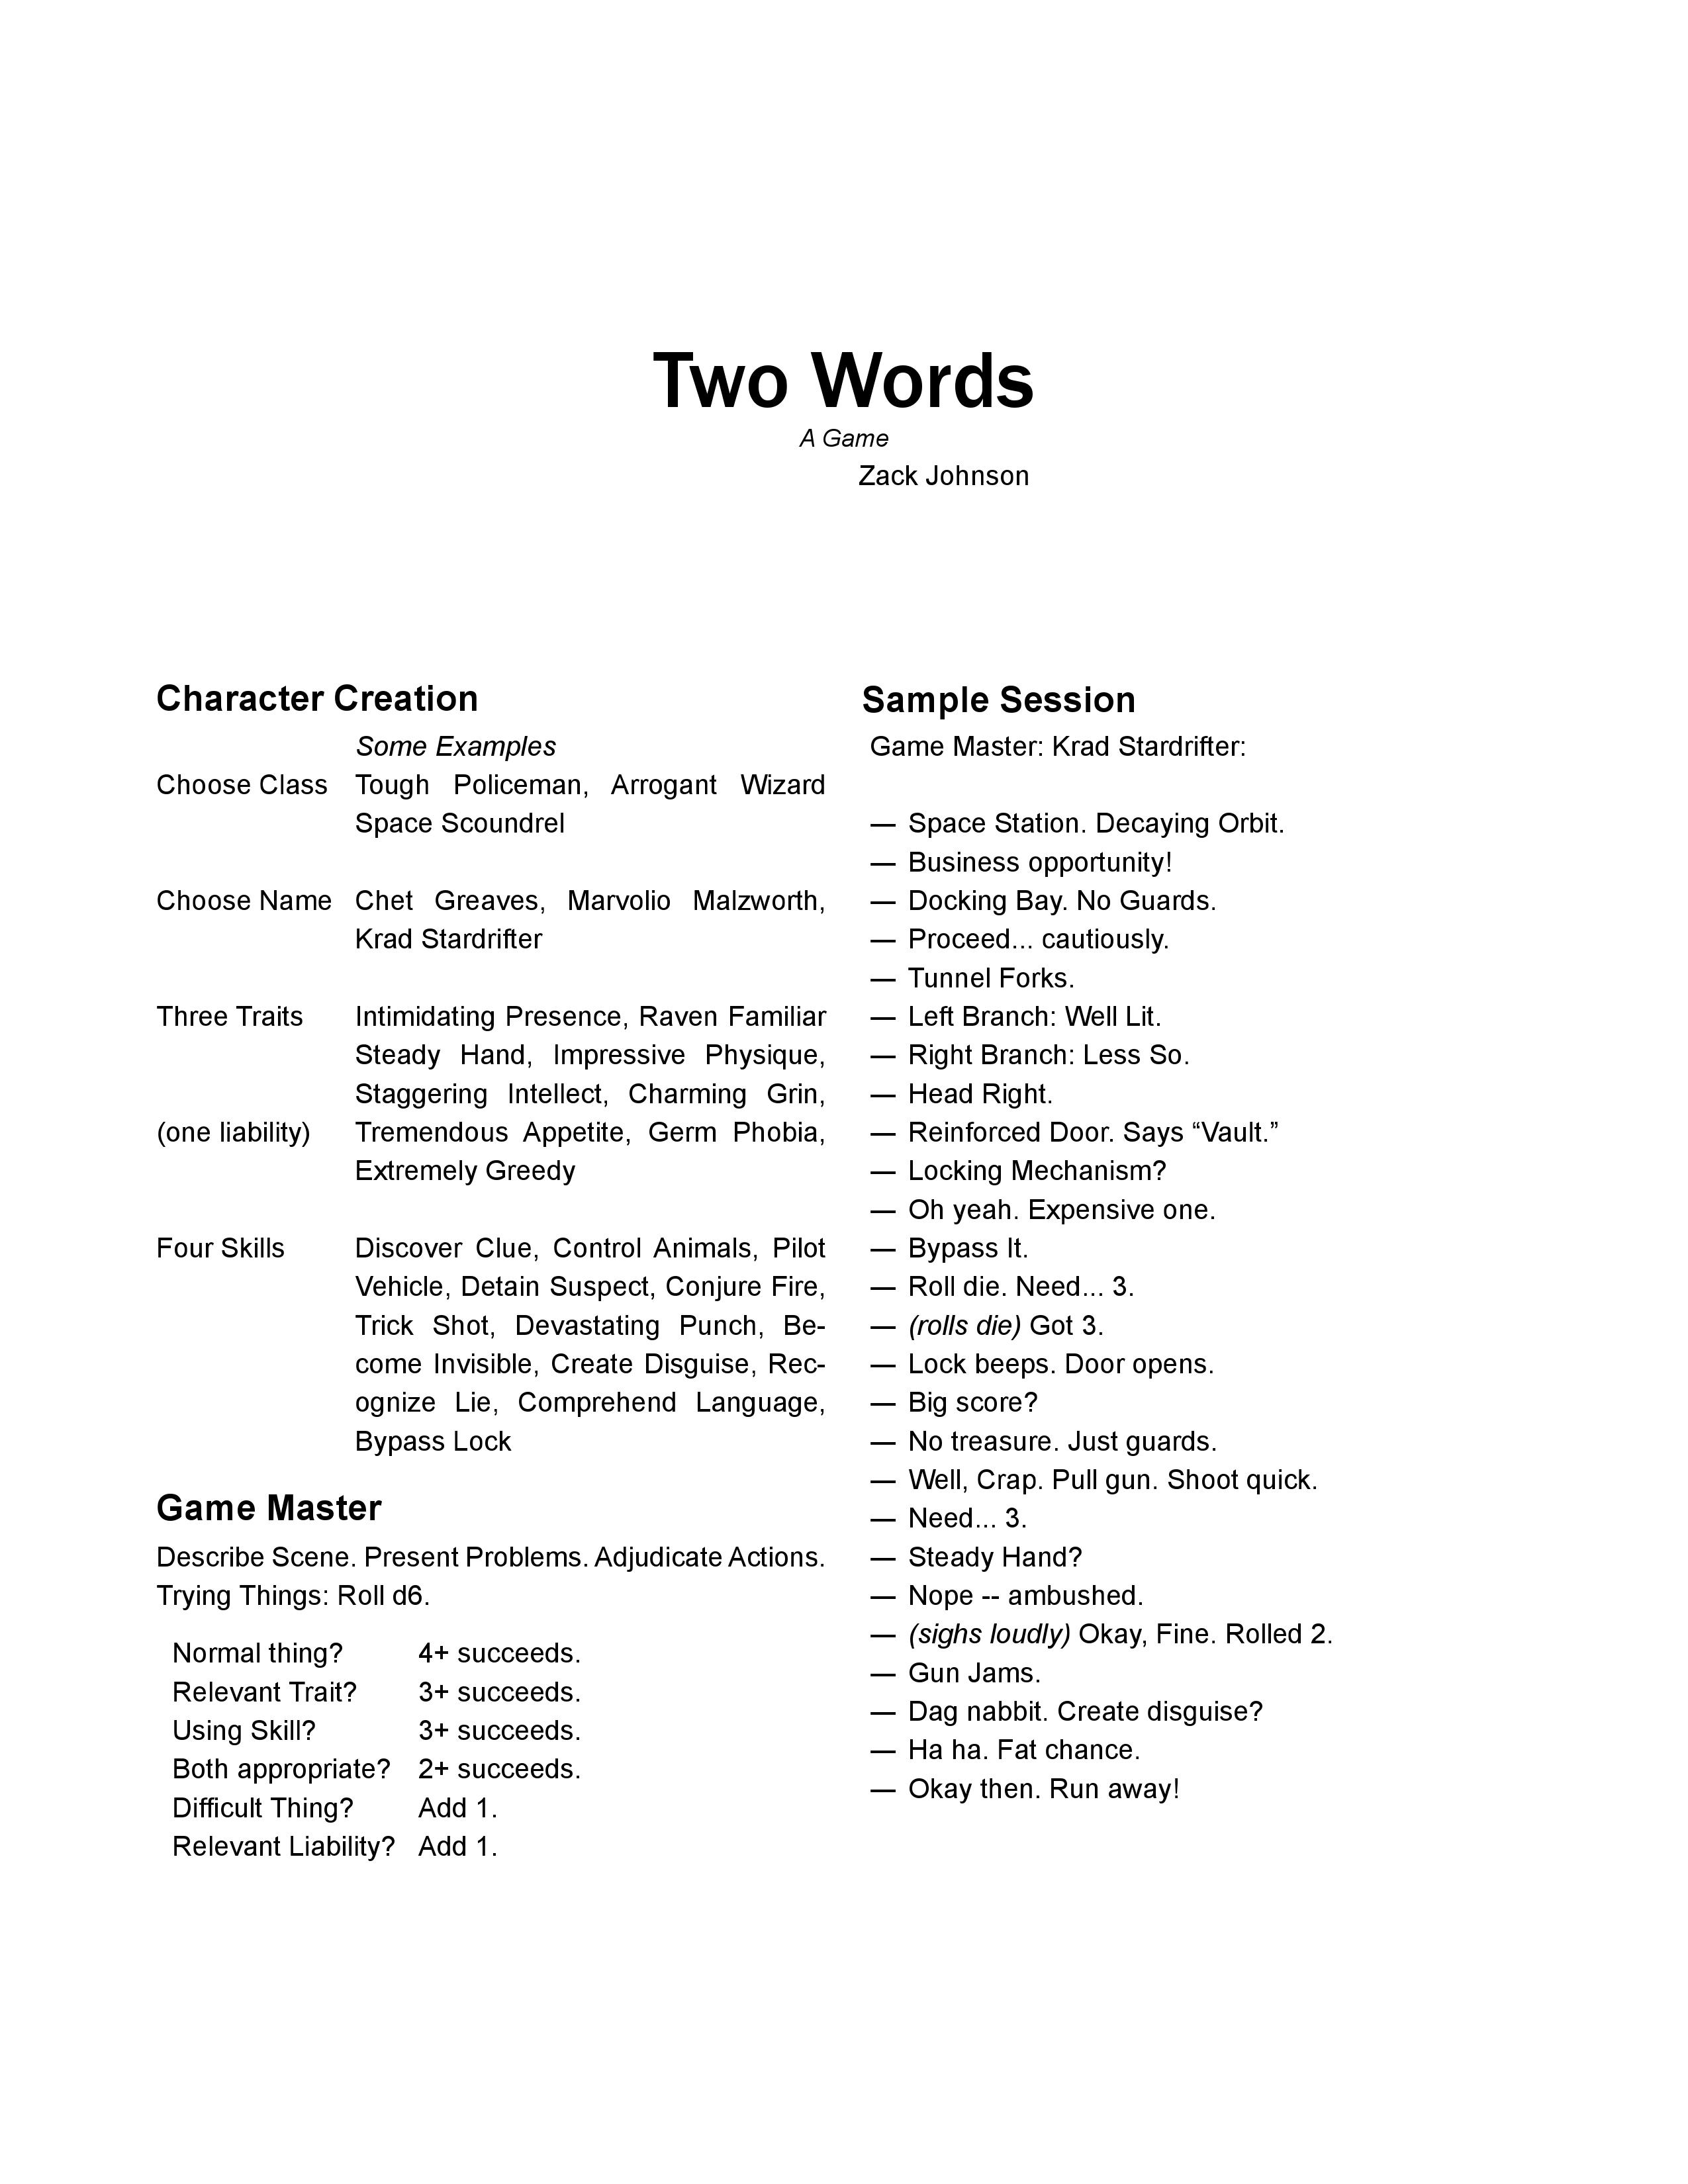 Two Words
A Game
Zack Johnson
Character Creation
Some Examples
Choose Class Tough Policeman, Arrogant Wizard
Space Scoundrel
Choose Name Chet Greaves, Marvolio Malzworth,
Krad Stardrifter
Three Traits Intimidating Presence, Raven Familiar
Steady Hand, Impressive Physique,
Staggering Intellect, Charming Grin,
(one liability) Tremendous Appetite, Germ Phobia,
Extremely Greedy
Four Skills Discover Clue, Control Animals, Pilot
Vehicle, Detain Suspect, Conjure Fire,
Trick Shot, Devastating Punch, Be-
come Invisible, Create Disguise, Rec-
ognize Lie, Comprehend Language,
Bypass Lock
Game Master
Describe Scene. Present Problems. Adjudicate Actions.
Trying Things: Roll d6.
Normal thing? 4+ succeeds.
Relevant Trait? 3+ succeeds.
Using Skill? 3+ succeeds.
Both appropriate? 2+ succeeds.
Difficult Thing? Add 1.
Relevant Liability? Add 1.
Sample Session
Game Master: Krad Stardrifter:
— Space Station. Decaying Orbit.
— Business opportunity!
— Docking Bay. No Guards.
— Proceed... cautiously.
— Tunnel Forks.
— Left Branch: Well Lit.
— Right Branch: Less So.
— Head Right.
— Reinforced Door. Says “Vault.”
— Locking Mechanism?
— Oh yeah. Expensive one.
— Bypass It.
— Roll die. Need... 3.
— (rolls die) Got 3.
— Lock beeps. Door opens.
— Big score?
— No treasure. Just guards.
— Well, Crap. Pull gun. Shoot quick.
— Need... 3.
— Steady Hand?
— Nope -- ambushed.
— (sighs loudly) Okay, Fine. Rolled 2.
— Gun Jams.
— Dag nabbit. Create disguise?
— Ha ha. Fat chance.
— Okay then. Run away!